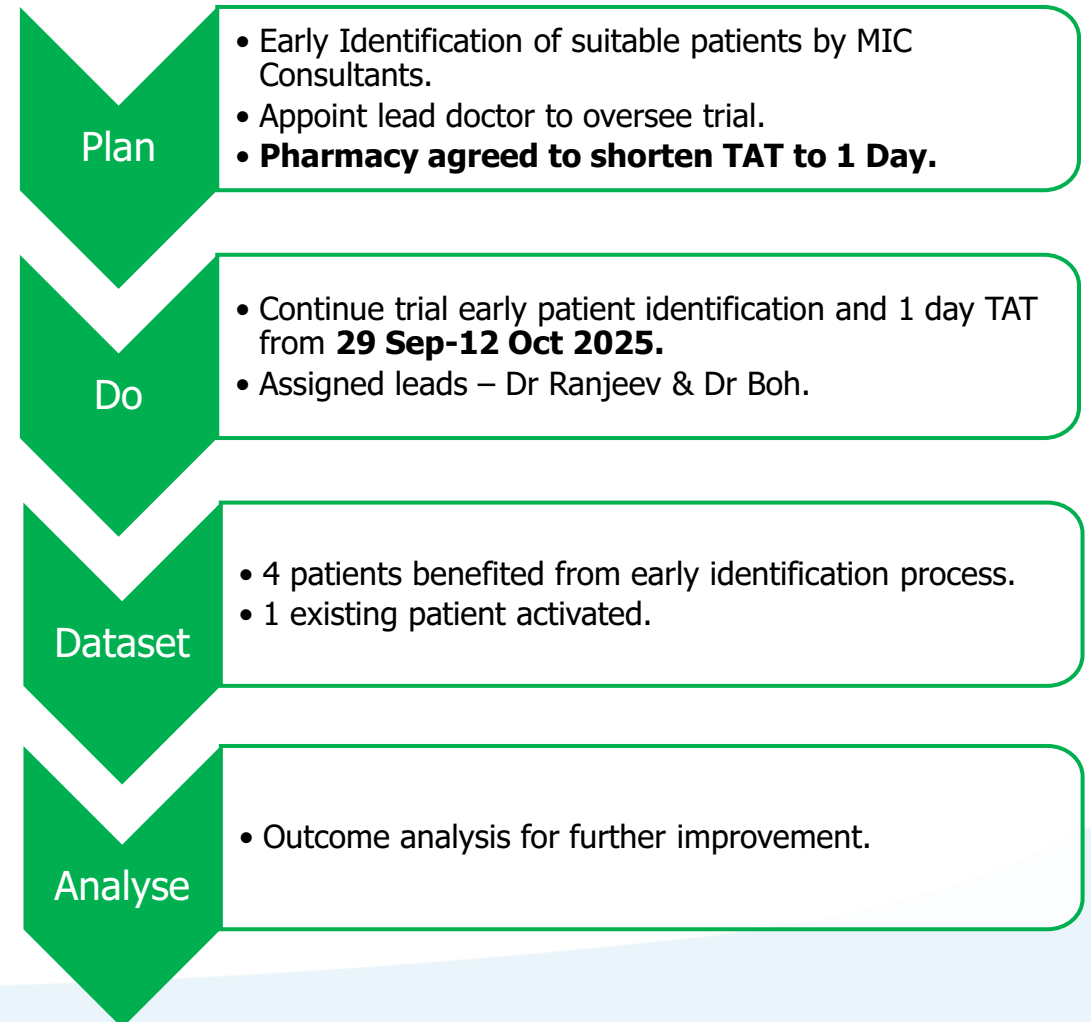 Plan
• Early Identification of suitable patients by MIC
Consultants.
• Appoint lead doctor to oversee trial.
• Pharmacy agreed to shorten TAT to 1 Day.
Do
• Continue trial early patient identification and 1 day TAT
from 29 Sep-12 Oct 2025.
• Assigned leads – Dr Ranjeev & Dr Boh.
Dataset
• 4 patients benefited from early identification process.
• 1 existing patient activated.
Analyse
• Outcome analysis for further improvement.